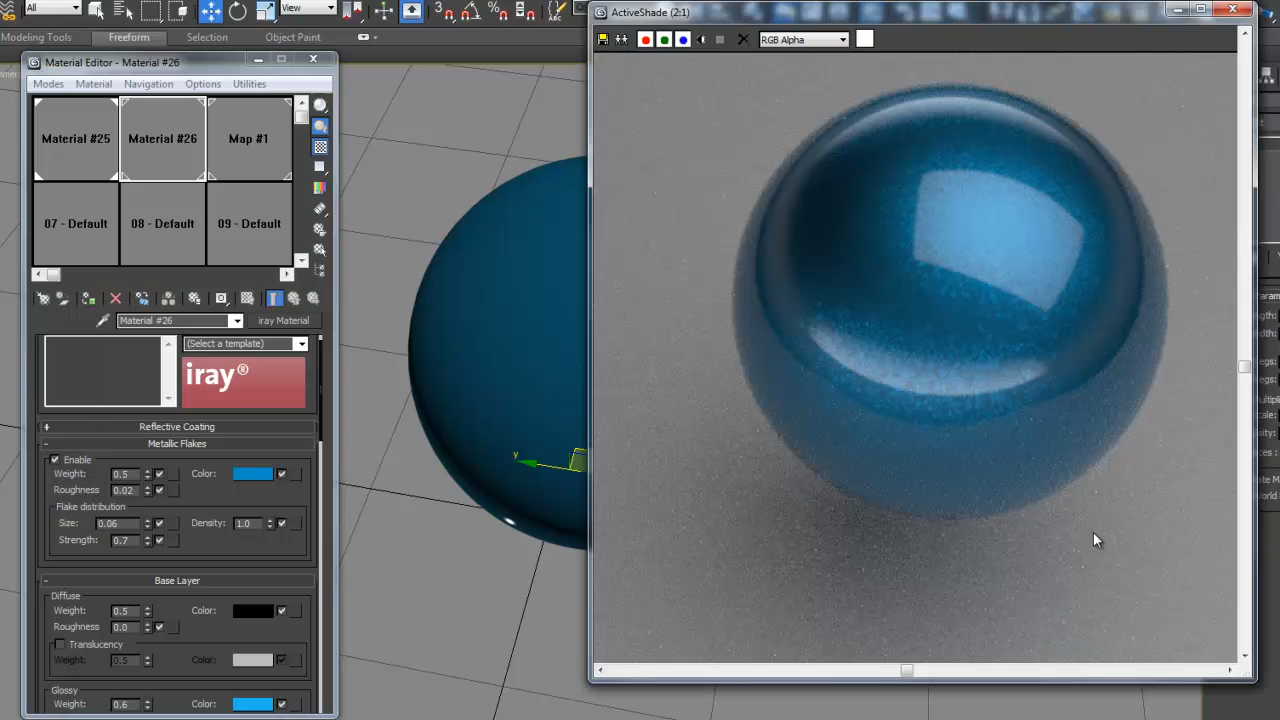 All
View
Modeling Tools
Freeform
Selection
Object Paint
Material Editor - Material #26
Modes
Material
Navigation
Options
Utilities
Material #25
Material #26
Map #1
07 - Default
08 - Default
09 - Default
Material #26
iray Material
(Select a template)
iray®
+ Reflective Coating
- Metallic Flakes
Enable
Weight: 0.5 Color:
Roughness 0.02
Flake distribution
Size: 0.06 Density: 1.0
Strength: 0.7
- Base Layer
Diffuse
Weight: 0.5 Color:
Roughness: 0.0
Translucency
Weight: 0.5 Color:
Glossy
Weight: 0.6 Color:
y
ActiveShade (2:1)
RGB Alpha